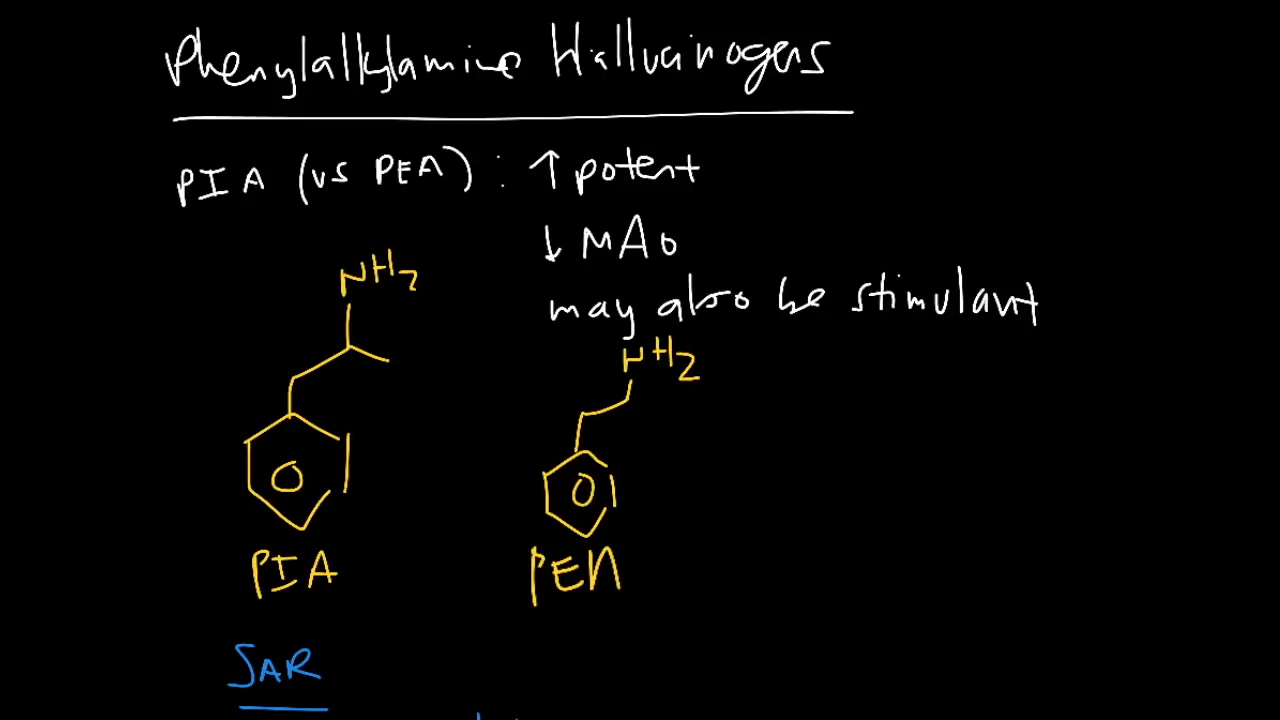 Phenylalkylamine Hallucinogens
PIA (vs PEA) : ↑ potent
↓ MAO
may also be stimulant
NH2
NH2
PIA
PEA
SAR